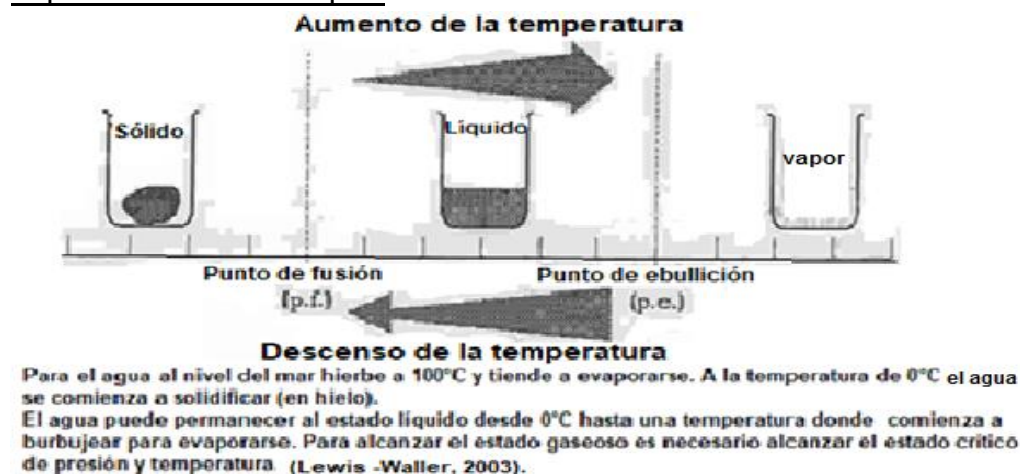 Aumento de la temperatura
Sólido
Líquido
vapor
Punto de fusión
Punto de ebullición
(p.f.)
(p.e.)
Descenso de la temperatura
Para el agua al nivel del mar hierbe a 100°C y tiende a evaporarse. A la temperatura de 0°C el agua
se comienza a solidificar (en hielo).
El agua puede permanecer al estado líquido desde 0°C hasta una temperatura donde comienza a
burbujear para evaporarse. Para alcanzar el estado gaseoso es necesario alcanzar el estado crítico
de presión y temperatura (Lewis -Waller, 2003).